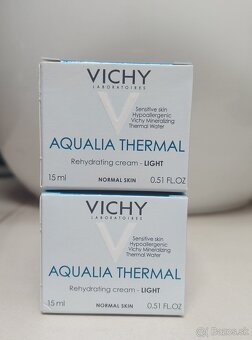 VICHY
LABORATOIRES
Sensitive skin
Hypoallergenic
Vichy Mineralizing
Thermal Water
AQUALIA THERMAL
Rehydrating cream - LIGHT
15 ml
NORMAL SKIN
0.51 FL.OZ
VICHY
LABORATOIRES
Sensitive skin
Hypoallergenic
Vichy Mineralizing
Thermal Water
AQUALIA THERMAL
Rehydrating cream - LIGHT
15 ml
NORMAL SKIN
0.51 FL.OZ
Bazos.sk